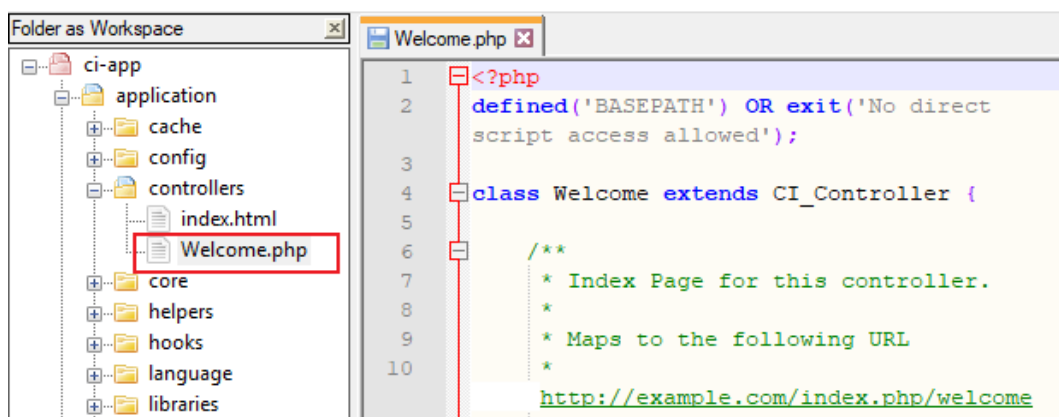 Folder as Workspace
ci-app
application
cache
config
controllers
index.html
Welcome.php
core
helpers
hooks
language
libraries
Welcome.php
1 <?php
2 defined('BASEPATH') OR exit('No direct
script access allowed');
3
4 class Welcome extends CI_Controller {
5
6 /**
7 * Index Page for this controller.
8 *
9 * Maps to the following URL
10 *
http://example.com/index.php/welcome